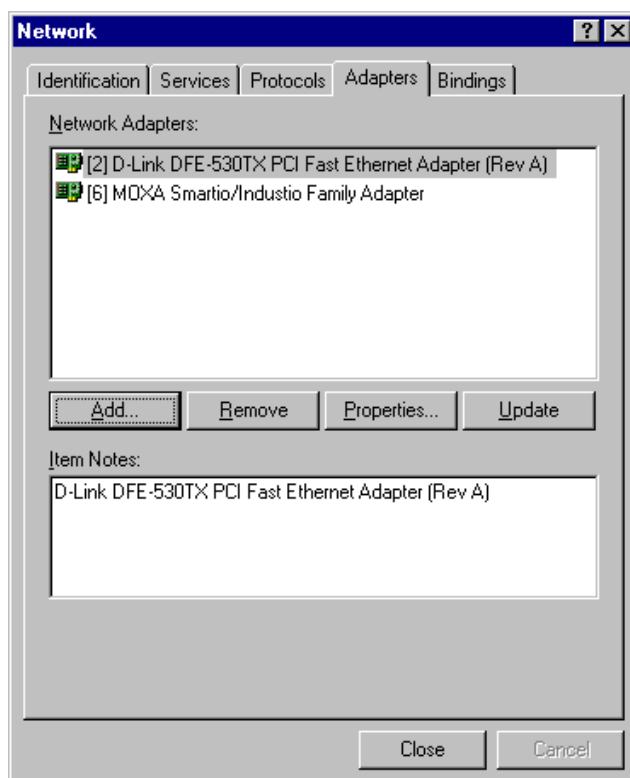 Network
Identification Services Protocols Adapters Bindings
Network Adapters:
[2] D-Link DFE-530TX PCI Fast Ethernet Adapter (Rev A)
[6] MOXA Smartio/Industio Family Adapter
Add... Remove Properties... Update
Item Notes:
D-Link DFE-530TX PCI Fast Ethernet Adapter (Rev A)
Close Cancel